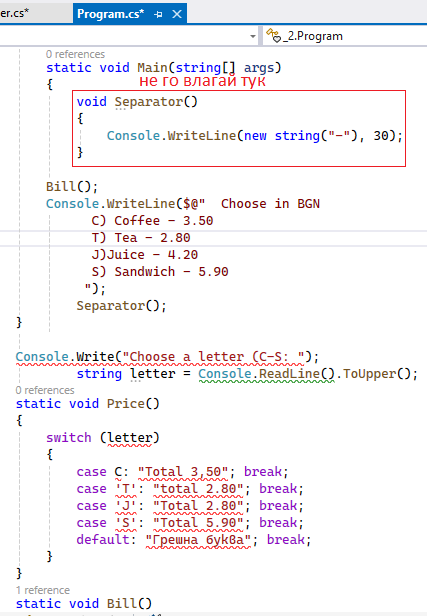 er.cs*
Program.cs*
_2.Program
0 references
static void Main(string[] args)
{
не го влагай тук
void Separator()
{
Console.WriteLine(new string("-"), 30);
}
Bill();
Console.WriteLine($@"  Choose in BGN
C) Coffee - 3.50
T) Tea - 2.80
J)Juice - 4.20
S) Sandwich - 5.90
");
Separator();
}
Console.Write("Choose a letter (C-S: ");
string letter = Console.ReadLine().ToUpper();
0 references
static void Price()
{
switch (letter)
{
case C: "Total 3,50"; break;
case 'T': "total 2.80"; break;
case 'J': "Total 2.80"; break;
case 'S': "Total 5.90"; break;
default: "Грешна буква"; break;
}
}
1 reference
static void Bill()